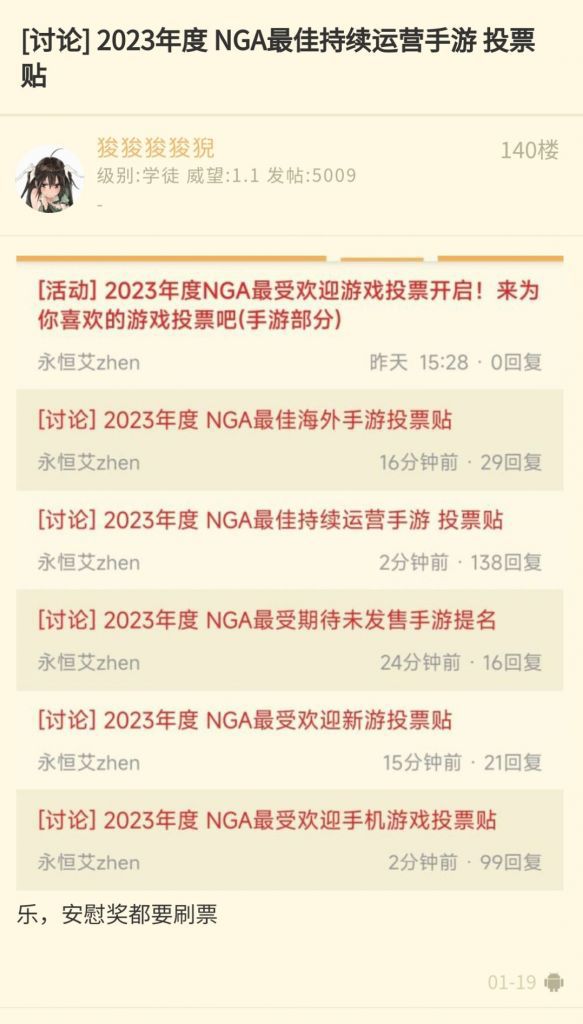 [讨论] 2023年度 NGA最佳持续运营手游 投票
贴
狻狻狻狻猊
140楼
级别:学徒 威望:1.1 发帖:5009
-
[活动] 2023年度NGA最受欢迎游戏投票开启！来为
你喜欢的游戏投票吧(手游部分)
永恒艾zhen
昨天 15:28 · 0回复
[讨论] 2023年度 NGA最佳海外手游投票贴
永恒艾zhen
16分钟前 · 29回复
[讨论] 2023年度 NGA最佳持续运营手游 投票贴
永恒艾zhen
2分钟前 · 138回复
[讨论] 2023年度 NGA最受期待未发售手游提名
永恒艾zhen
24分钟前 · 16回复
[讨论] 2023年度 NGA最受欢迎新游投票贴
永恒艾zhen
15分钟前 · 21回复
[讨论] 2023年度 NGA最受欢迎手机游戏投票贴
永恒艾zhen
2分钟前 · 99回复
乐，安慰奖都要刷票
01-19